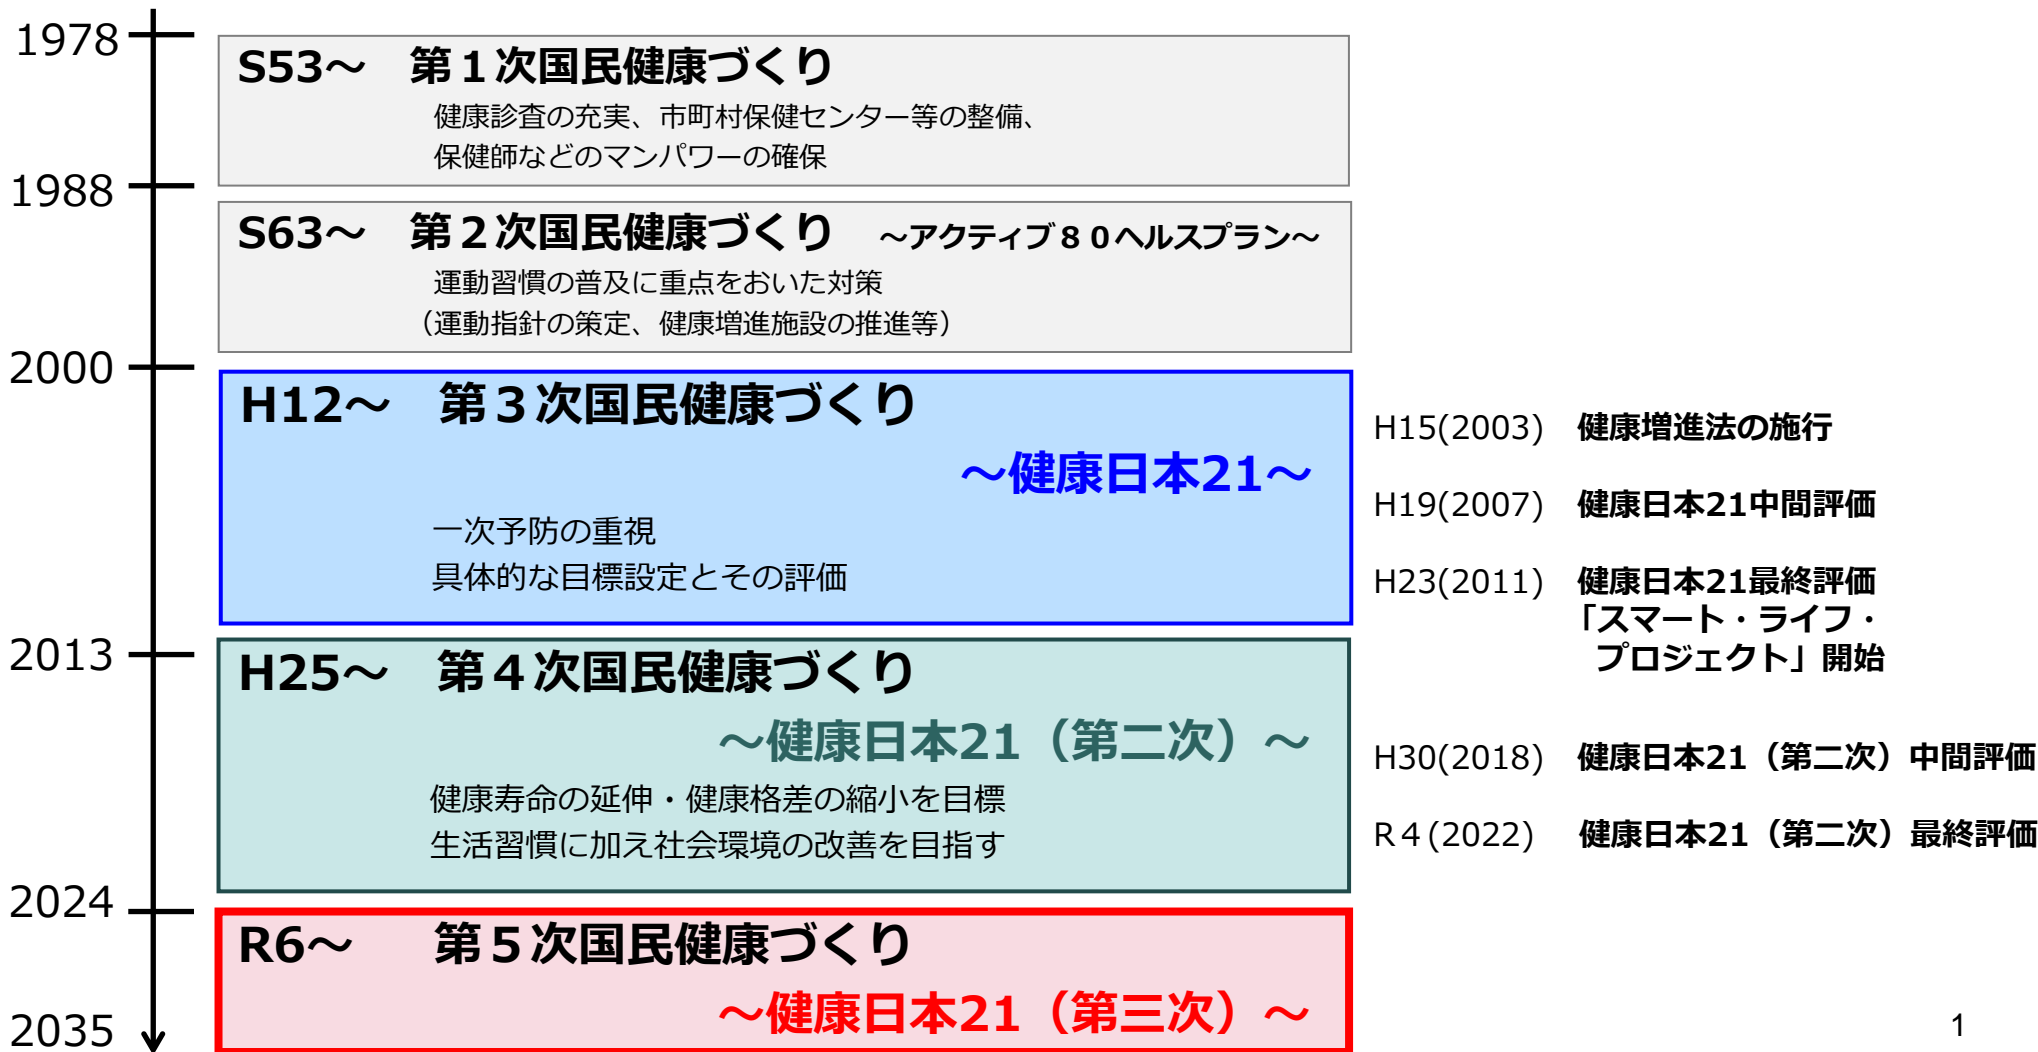 1978
S53～　第１次国民健康づくり
健康診査の充実、市町村保健センター等の整備、
保健師などのマンパワーの確保
1988
S63～　第２次国民健康づくり　～アクティブ８０ヘルスプラン～
運動習慣の普及に重点をおいた対策
（運動指針の策定、健康増進施設の推進等）
2000
H12～　第３次国民健康づくり
～健康日本21～
一次予防の重視
具体的な目標設定とその評価
H15(2003)　健康増進法の施行
H19(2007)　健康日本21中間評価
H23(2011)　健康日本21最終評価
「スマート・ライフ・
プロジェクト」開始
2013
H25～　第４次国民健康づくり
～健康日本21（第二次）～
健康寿命の延伸・健康格差の縮小を目標
生活習慣に加え社会環境の改善を目指す
H30(2018)　健康日本21（第二次）中間評価
R４(2022)　健康日本21（第二次）最終評価
2024
R6～　第５次国民健康づくり
～健康日本21（第三次）～
2035
1